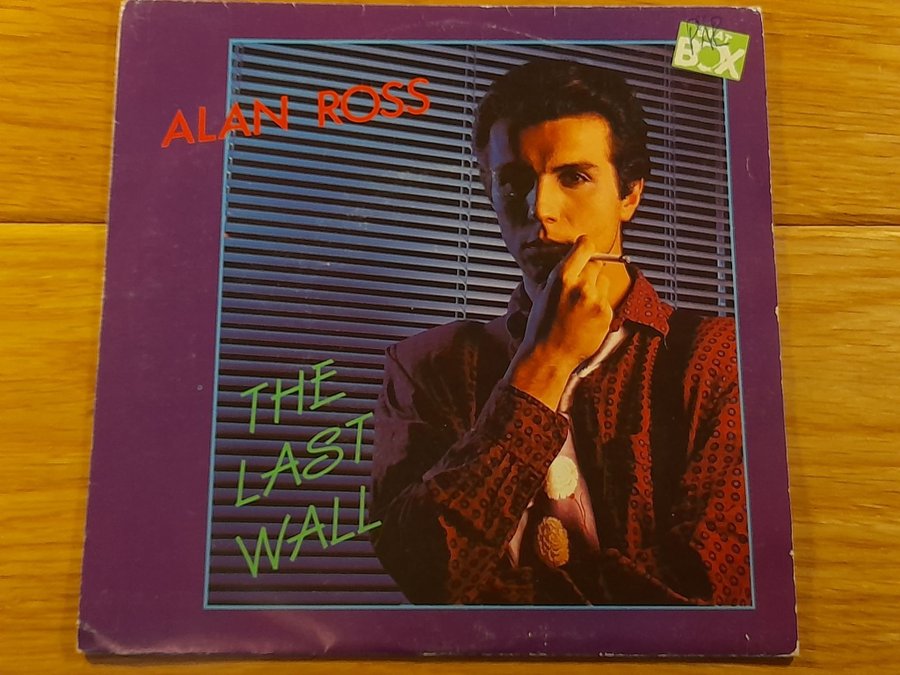 ALAN ROSS
BOX
THE
LAST
WALL